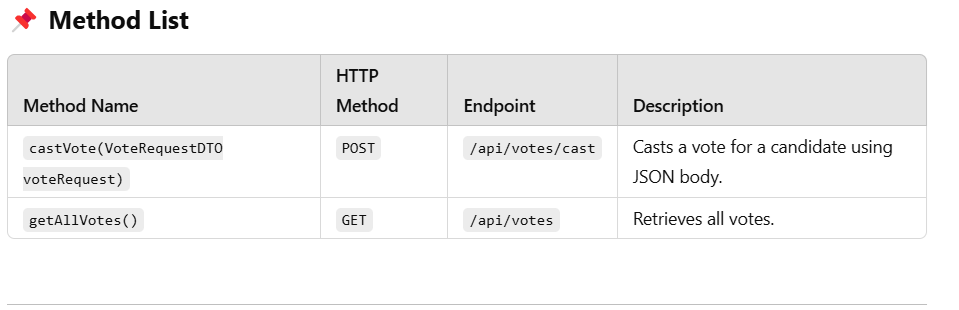 📌 Method List
HTTP
Method Name Method Endpoint Description
castVote(VoteRequestDTO POST /api/votes/cast Casts a vote for a candidate using
voteRequest) JSON body.
getAllVotes() GET /api/votes Retrieves all votes.